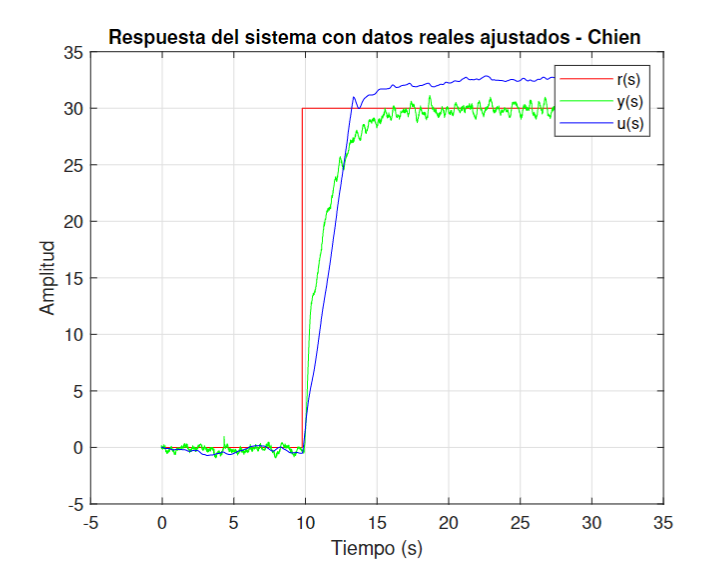 Respuesta del sistema con datos reales ajustados - Chien
35
30
25
20
15
10
5
0
-5
Amplitud
r(s)
y(s)
u(s)
-5 0 5 10 15 20 25 30 35
Tiempo (s)